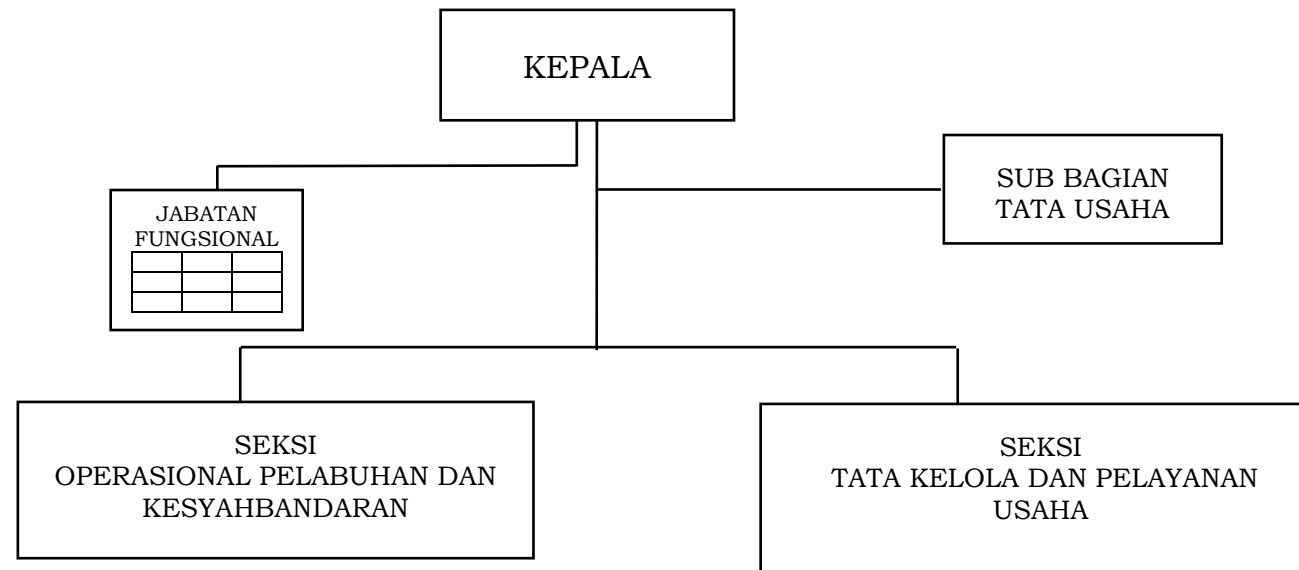 KEPALA
SUB BAGIAN
TATA USAHA
JABATAN
FUNGSIONAL
SEKSI
OPERASIONAL PELABUHAN DAN
KESYAHBANDARAN
SEKSI
TATA KELOLA DAN PELAYANAN
USAHA